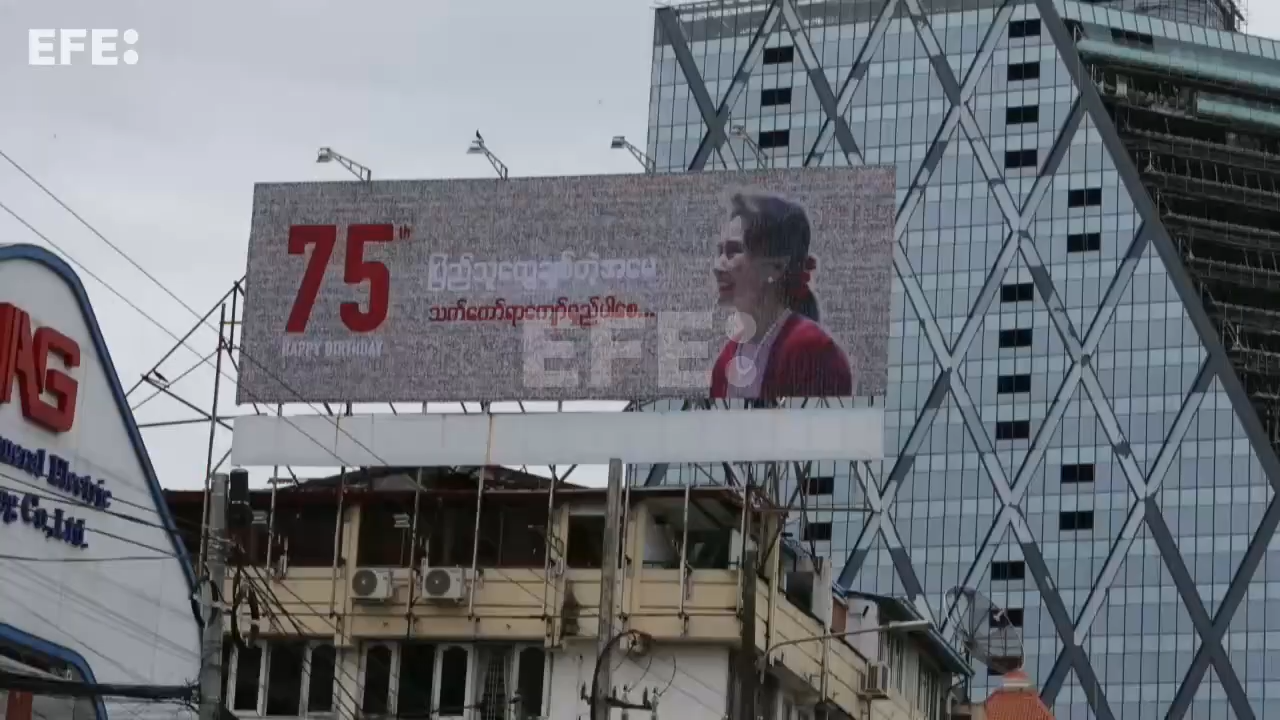 EFE:
75th
ပြည်သူတွေချစ်တဲ့အမေ
သက်တော်ရာကျော်ရှည်ပါစေ...
HAPPY BIRTHDAY
EFE:
AG
Electric
Co.,Ltd.